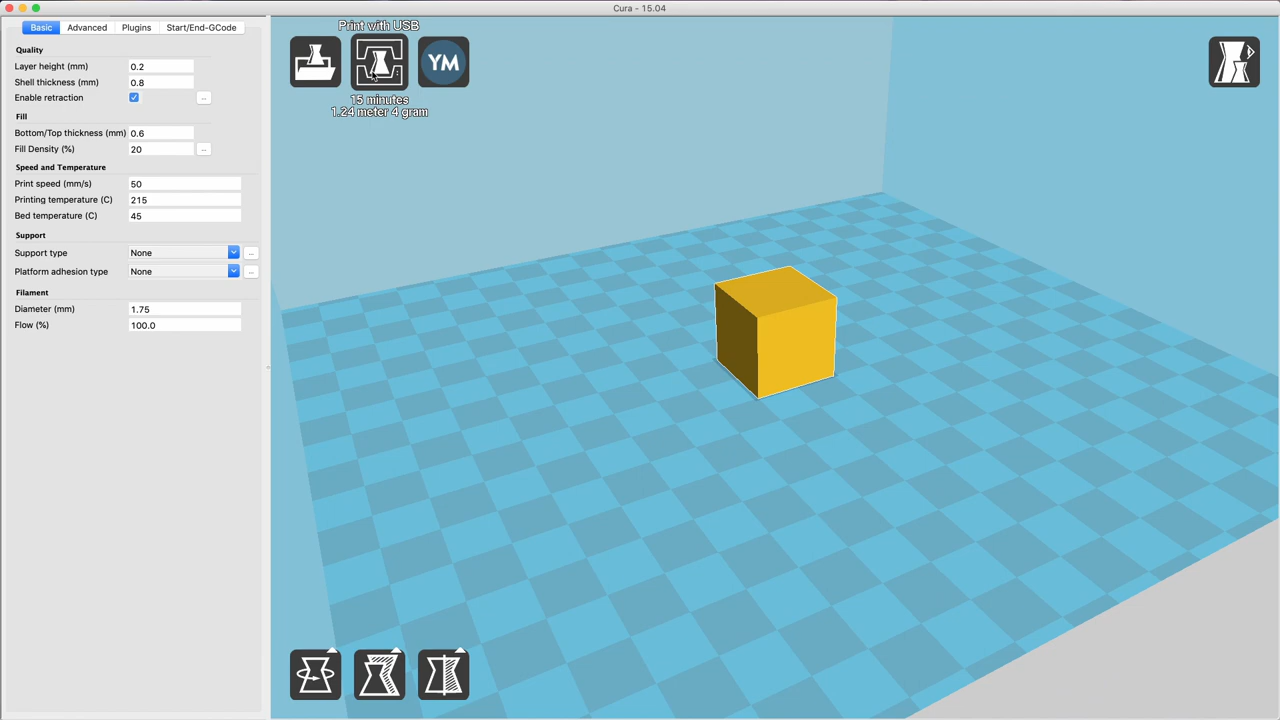 Cura - 15.04
Basic
Advanced
Plugins
Start/End-GCode
Quality
Layer height (mm) 0.2
Shell thickness (mm) 0.8
Enable retraction ...
Fill
Bottom/Top thickness (mm) 0.6
Fill Density (%) 20 ...
Speed and Temperature
Print speed (mm/s) 50
Printing temperature (C) 215
Bed temperature (C) 45
Support
Support type None ...
Platform adhesion type None ...
Filament
Diameter (mm) 1.75
Flow (%) 100.0
Print with USB
YM
15 minutes
1.24 meter 4 gram